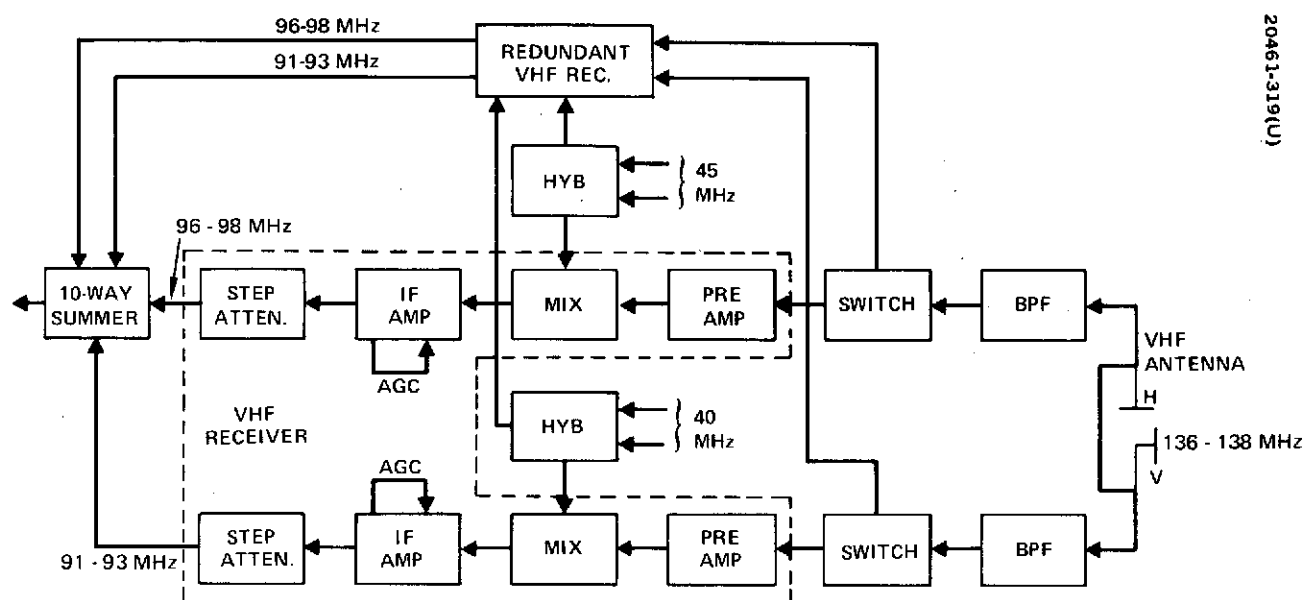 20461-319(U)
96-98 MHz
91-93 MHz
REDUNDANT
VHF REC.
HYB
45
MHz
96 - 98 MHz
10-WAY
SUMMER
STEP
ATTEN.
IF
AMP
MIX
PRE
AMP
SWITCH
BPF
AGC
VHF
ANTENNA
H
VHF
RECEIVER
HYB
40
MHz
136 - 138 MHz
V
AGC
91 - 93 MHz
STEP
ATTEN.
IF
AMP
MIX
PRE
AMP
SWITCH
BPF